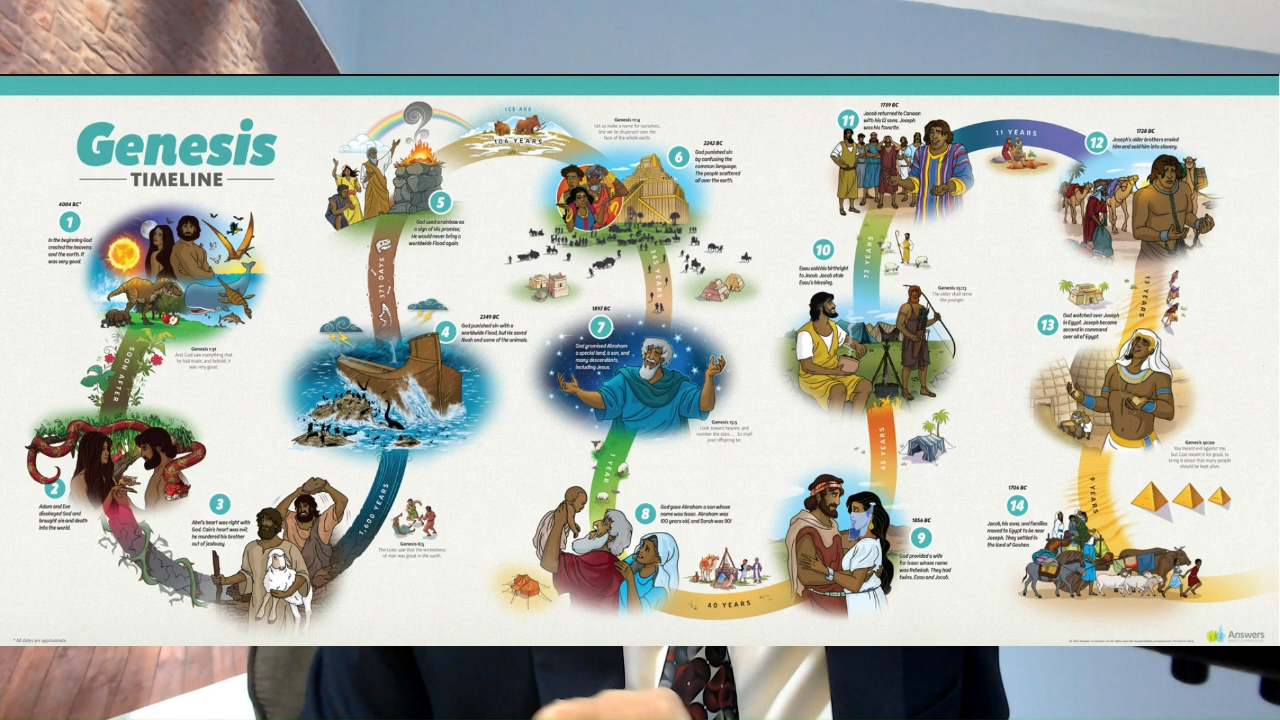 Genesis
TIMELINE
4004 BC*
1
In the beginning God
created the heavens
and the earth. It
was very good.
Genesis 1:31
And God saw everything that
he had made, and behold, it
was very good.
SOON AFTER
2
Adam and Eve
disobeyed God and
brought sin and death
into the world.
3
Abel's heart was right with
God. Cain's heart was evil;
he murdered his brother
out of jealousy.
1,600 YEARS
Genesis 6:5
The LORD saw that the wickedness
of man was great in the earth.
2349 BC
4
God punished sin with a
worldwide Flood, but He saved
Noah and some of the animals.
DAYS
5
God used a rainbow as
a sign of His promise;
He would never bring a
worldwide Flood again.
ICE AGE
106 YEARS
Genesis 11:4
Let us make a name for ourselves,
lest we be dispersed over the
face of the whole earth.
2242 BC
6
God punished sin
by confusing the
common language.
The people scattered
all over the earth.
YEARS
1897 BC
7
God promised Abraham
a special land, a son, and
many descendants,
including Jesus.
Genesis 15:5
Look toward heaven, and
number the stars . . . So shall
your offspring be.
1 YEAR
8
God gave Abraham a son whose
name was Isaac. Abraham was
100 years old, and Sarah was 90!
40 YEARS
1856 BC
9
God provided a wife
for Isaac whose name
was Rebekah. They had
twins, Esau and Jacob.
45 YEARS
10
Esau sold his birthright
to Jacob. Jacob stole
Esau's blessing.
Genesis 25:23
The older shall serve
the younger.
72 YEARS
1739 BC
11
Jacob returned to Canaan
with his 12 sons. Joseph
was his favorite.
11 YEARS
1728 BC
12
Joseph's older brothers envied
him and sold him into slavery.
13 YEARS
13
God watched over Joseph
in Egypt. Joseph became
second in command
over all of Egypt.
Genesis 50:20
You meant evil against me,
but God meant it for good, to
bring it about that many people
should be kept alive.
9 YEARS
1706 BC
14
Jacob, his sons, and families
moved to Egypt to be near
Joseph. They settled in
the land of Goshen.
* All dates are approximate.
Answers